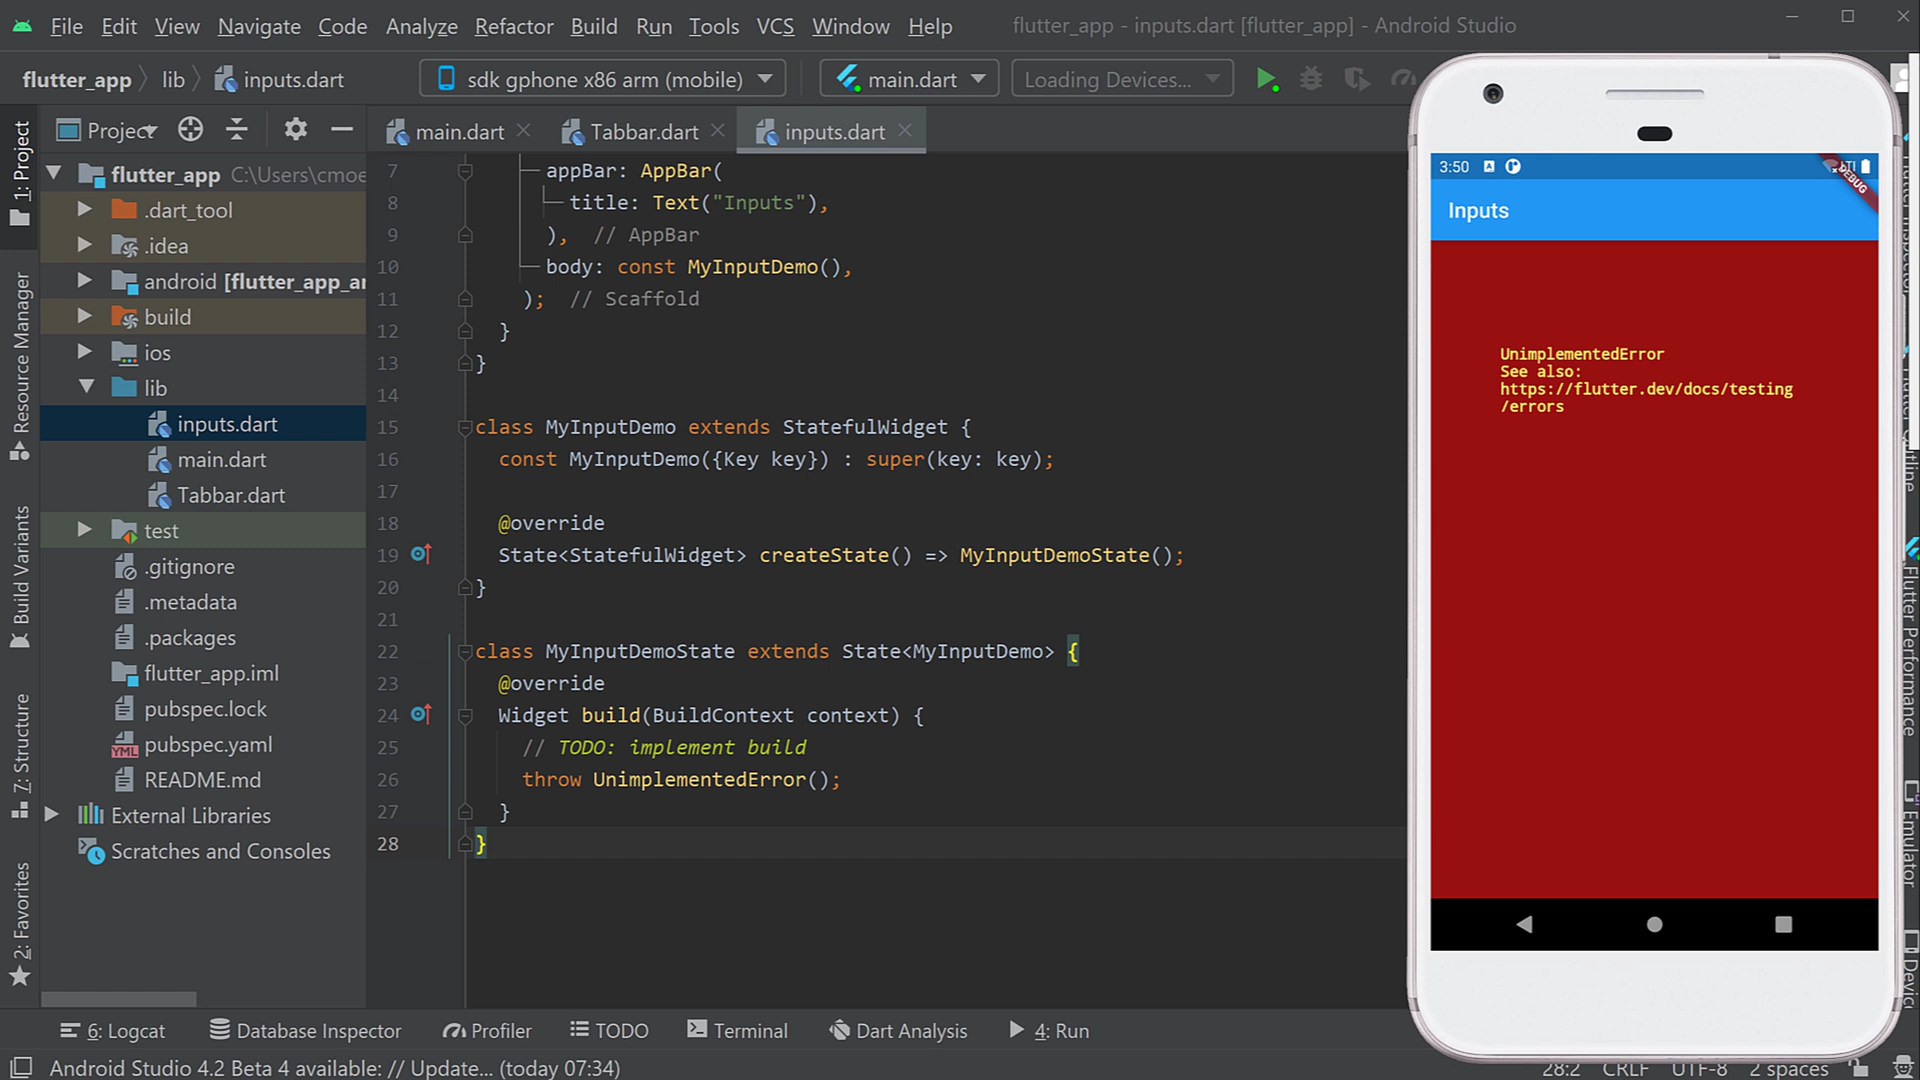 File Edit View Navigate Code Analyze Refactor Build Run Tools VCS Window Help flutter_app - inputs.dart [flutter_app] - Android Studio
flutter_app lib inputs.dart sdk gphone x86 arm (mobile) main.dart Loading Devices...
1: Project
Resource Manager
Build Variants
7: Structure
2: Favorites
Project
flutter_app C:\Users\cmoe
.dart_tool
.idea
android [flutter_app_a
build
ios
lib
inputs.dart
main.dart
Tabbar.dart
test
.gitignore
.metadata
.packages
flutter_app.iml
pubspec.lock
pubspec.yaml
README.md
External Libraries
Scratches and Consoles
main.dart Tabbar.dart inputs.dart
7 appBar: AppBar(
8 title: Text("Inputs"),
9 ), // AppBar
10 body: const MyInputDemo(),
11 ); // Scaffold
12 }
13 }
14
15 class MyInputDemo extends StatefulWidget {
16 const MyInputDemo({Key key}) : super(key: key);
17
18 @override
19 State<StatefulWidget> createState() => MyInputDemoState();
20 }
21
22 class MyInputDemoState extends State<MyInputDemo> {
23 @override
24 Widget build(BuildContext context) {
25 // TODO: implement build
26 throw UnimplementedError();
27 }
28 }
3:50
DEBUG
Inputs
UnimplementedError
See also:
https://flutter.dev/docs/testing
/errors
Flutter Performance
Emulator
6: Logcat Database Inspector Profiler TODO Terminal Dart Analysis 4: Run
Android Studio 4.2 Beta 4 available: // Update... (today 07:34) 28:2 CRLF UTF-8 2 spaces